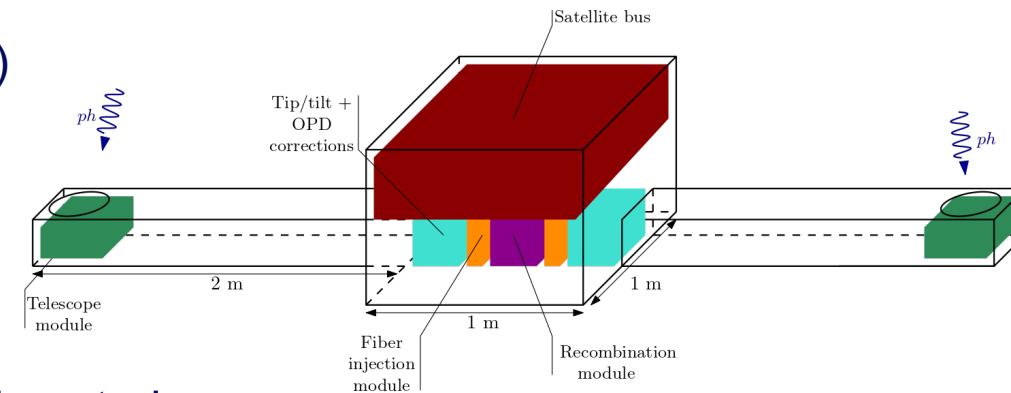 Satellite bus
)
ph
Tip/tilt +
OPD
corrections
ph
2 m
1 m
1 m
Telescope
module
Fiber
injection
module
Recombination
module